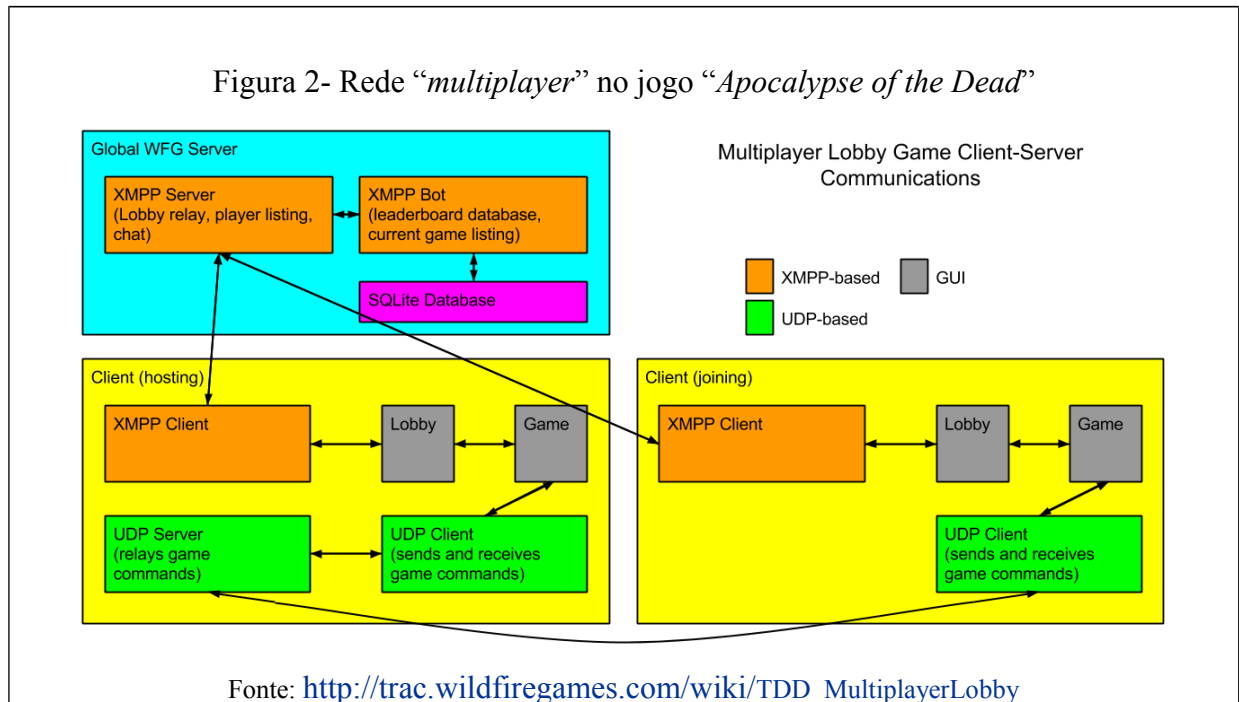 Figura 2- Rede “multiplayer” no jogo “Apocalypse of the Dead”
Global WFG Server
XMPP Server
(Lobby relay, player listing,
chat)
XMPP Bot
(leaderboard database,
current game listing)
SQLite Database
Multiplayer Lobby Game Client-Server
Communications
XMPP-based
GUI
UDP-based
Client (hosting)
XMPP Client
Lobby
Game
UDP Server
(relays game
commands)
UDP Client
(sends and receives
game commands)
Client (joining)
XMPP Client
Lobby
Game
UDP Client
(sends and receives
game commands)
Fonte: http://trac.wildfiregames.com/wiki/TDD_MultiplayerLobby